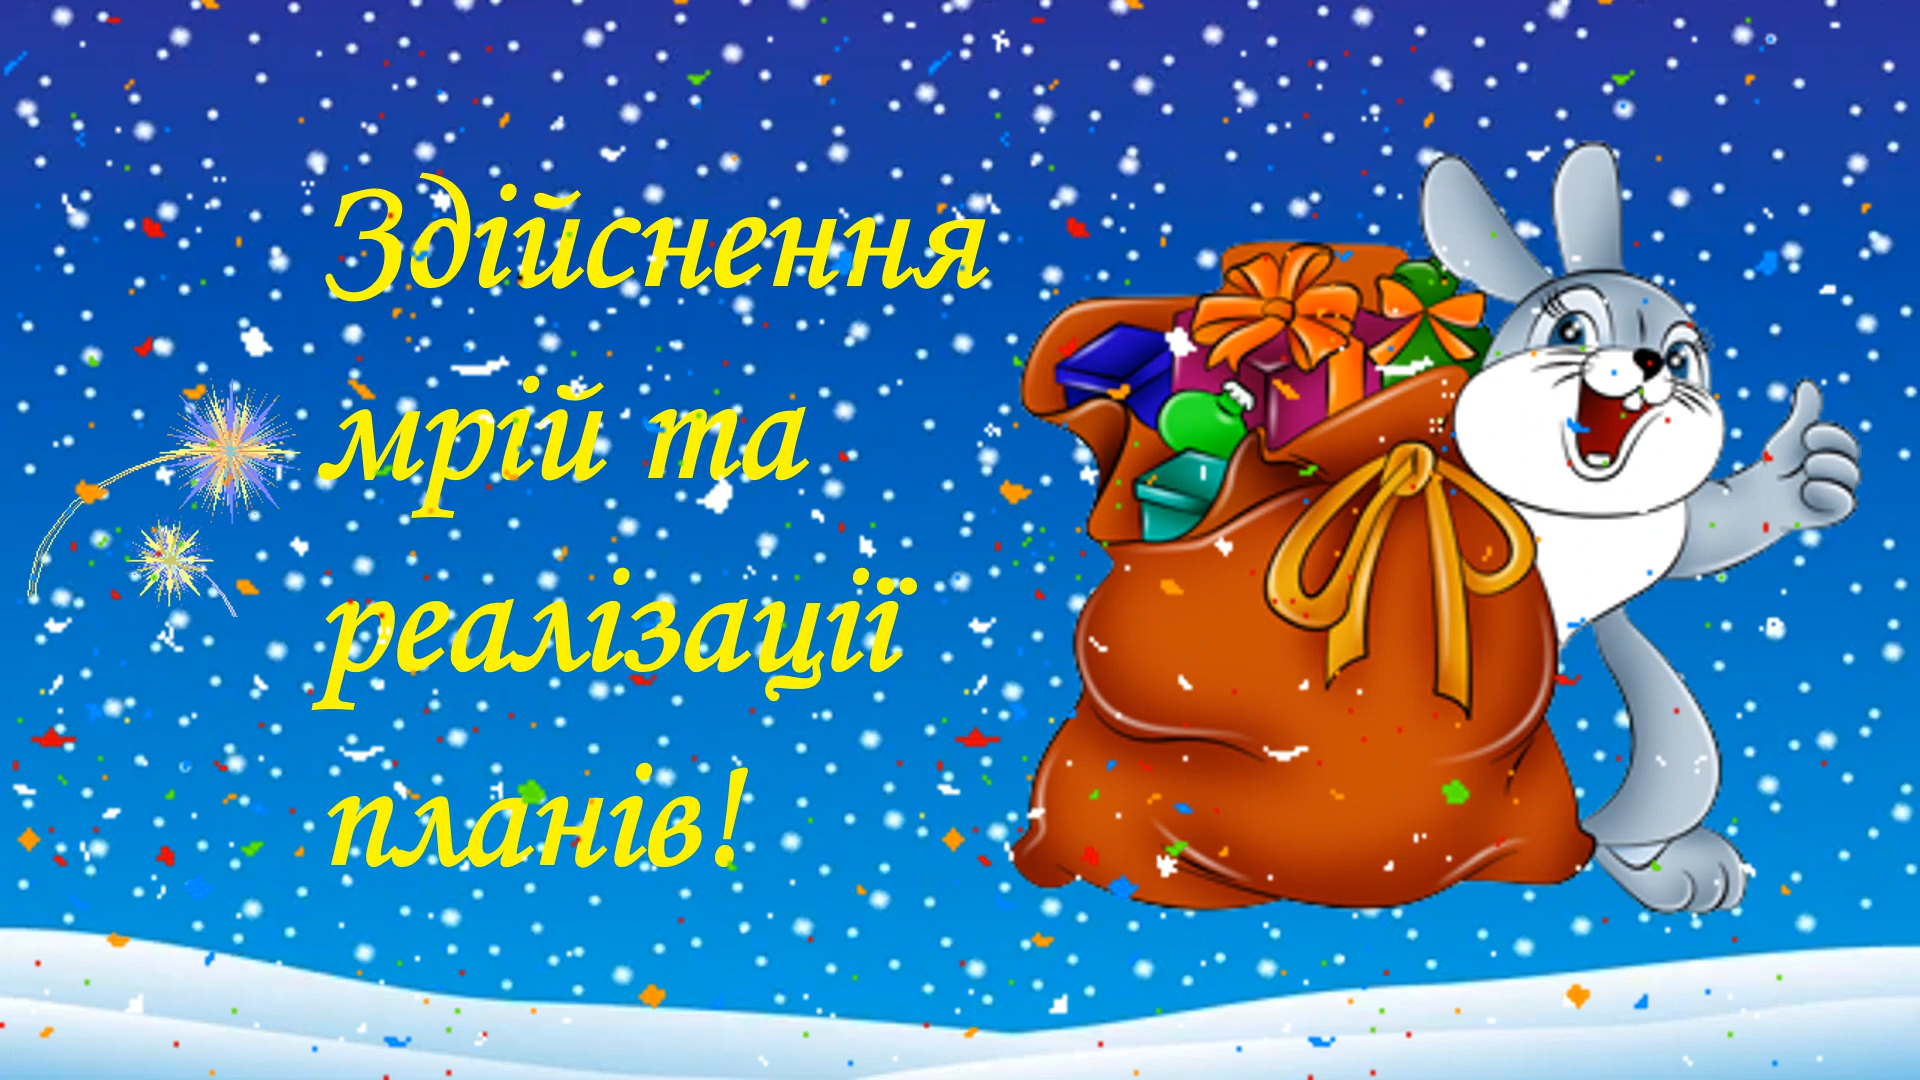 Здійснення
мрій та
реалізації
планів!